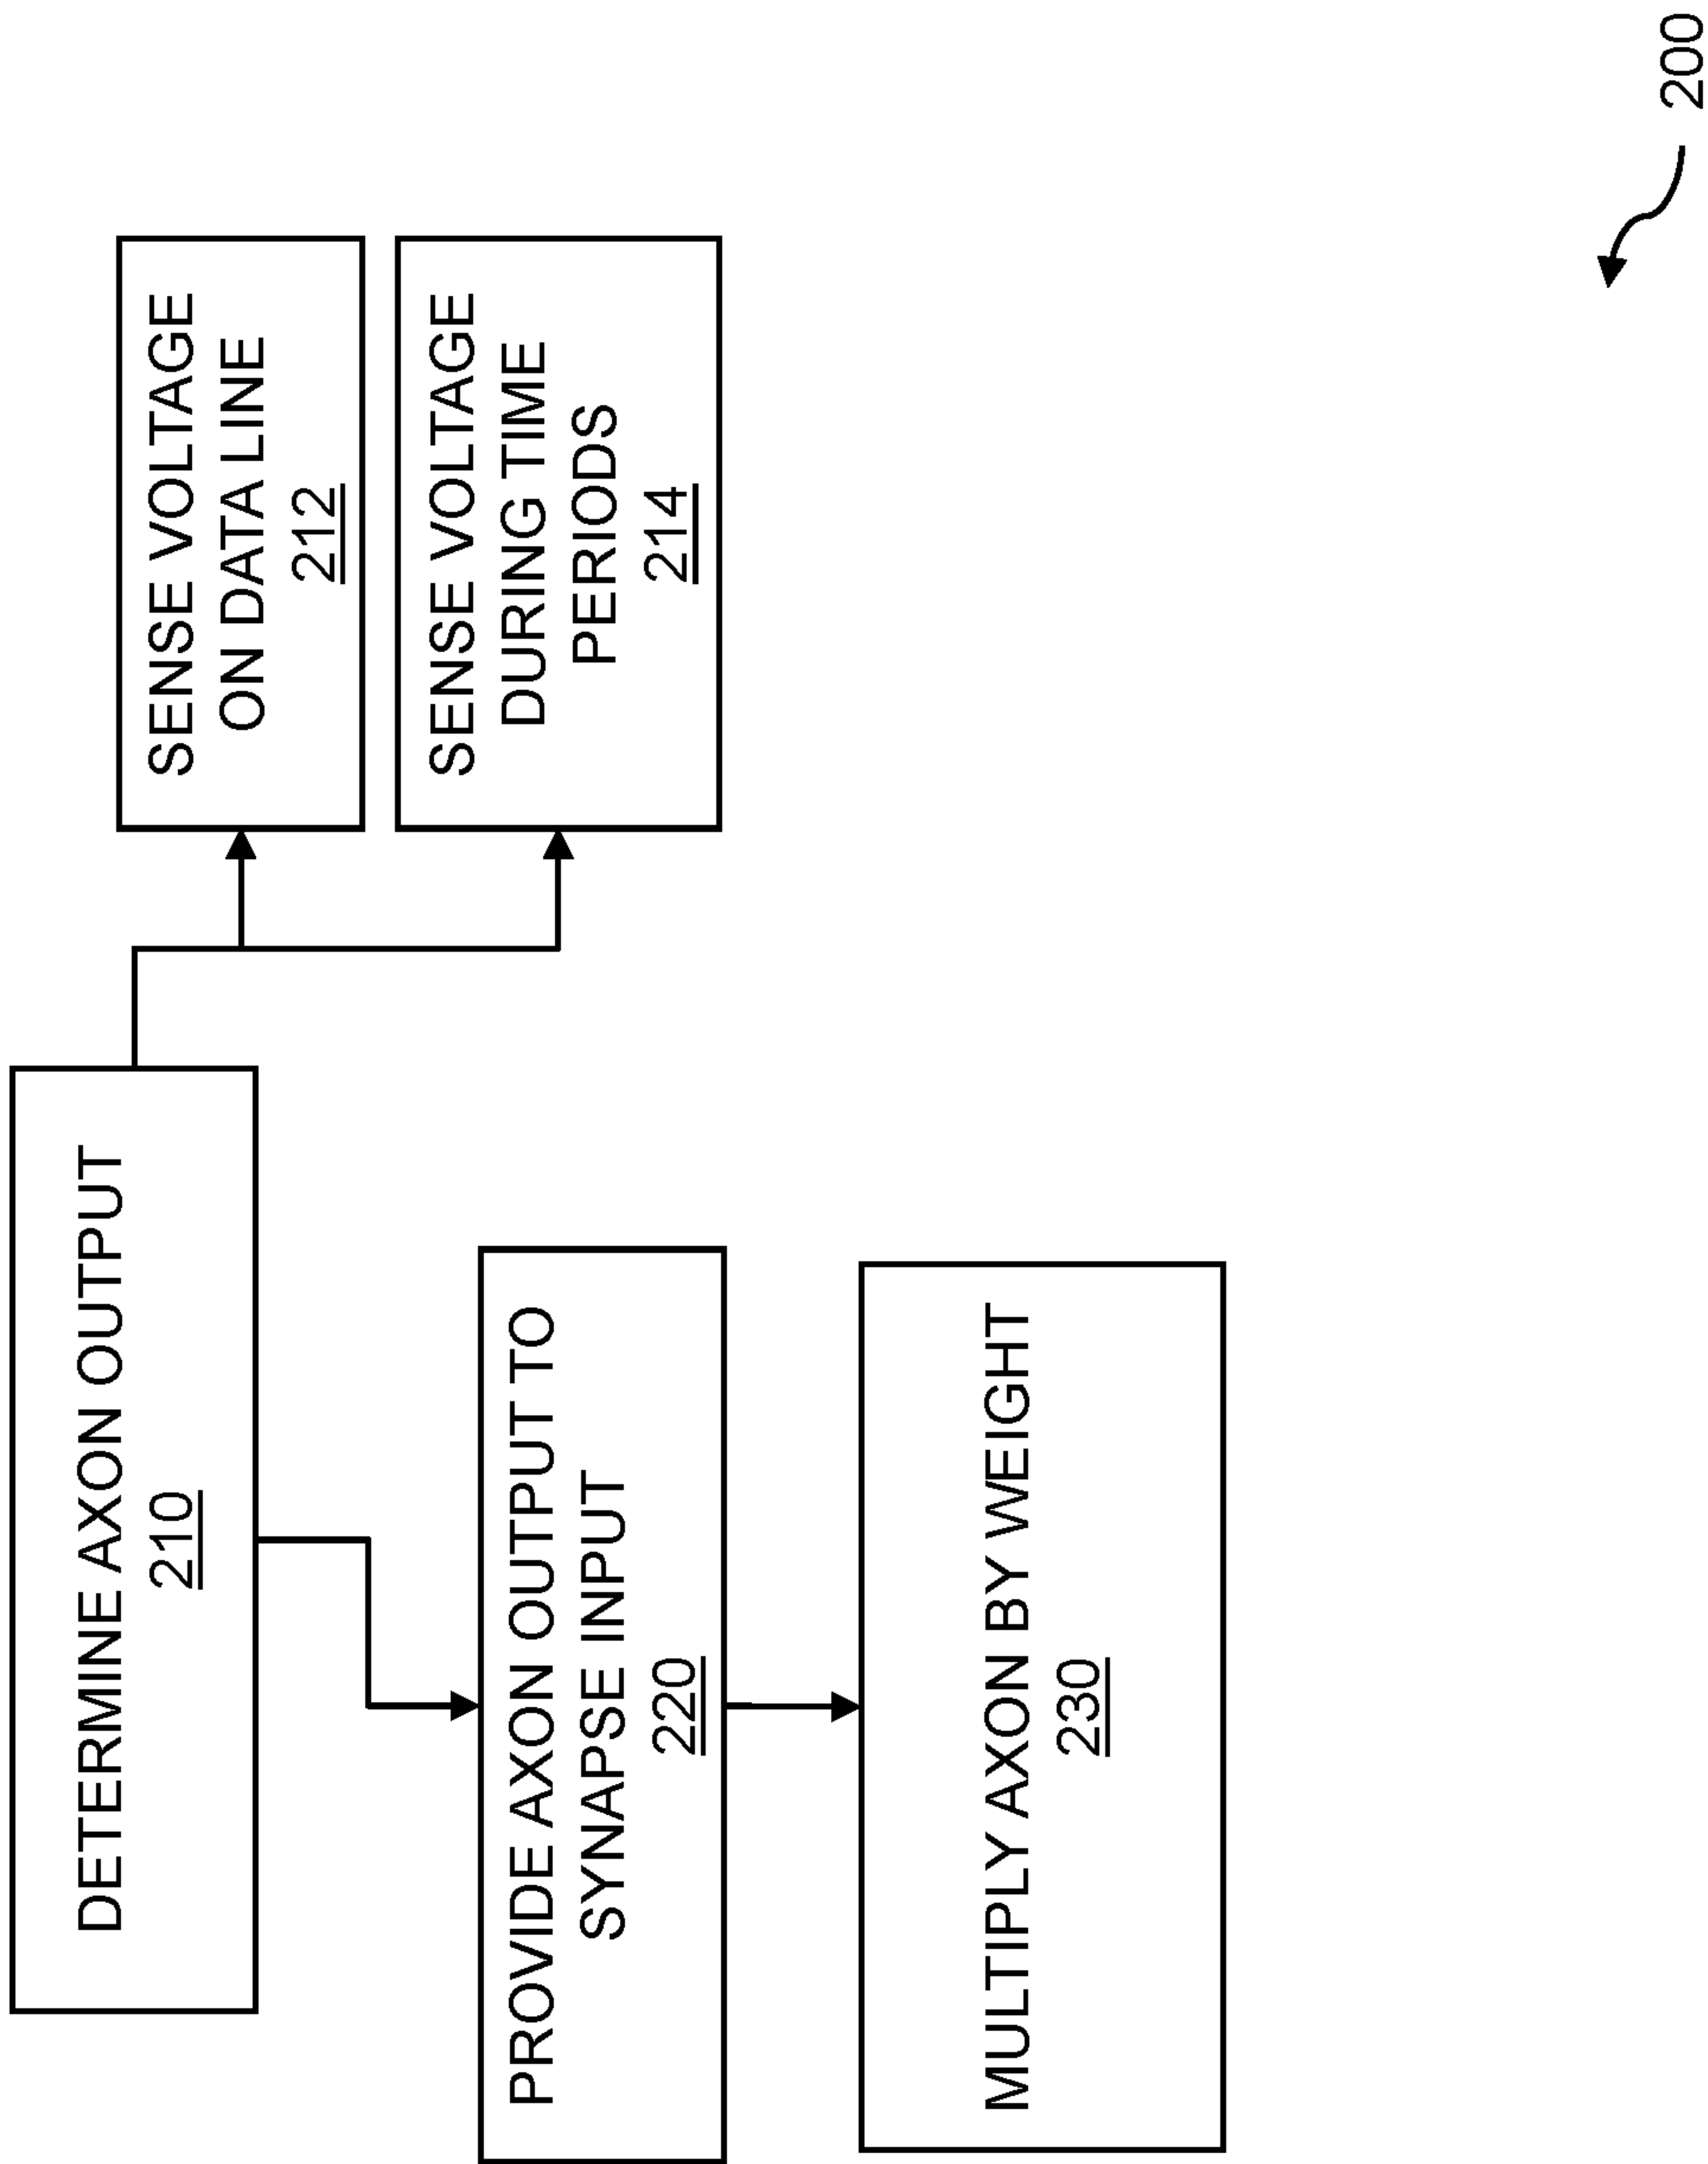 DETERMINE AXON OUTPUT
210
SENSE VOLTAGE
ON DATA LINE
212
SENSE VOLTAGE
DURING TIME
PERIODS
214
PROVIDE AXON OUTPUT TO
SYNAPSE INPUT
220
MULTIPLY AXON BY WEIGHT
230
200